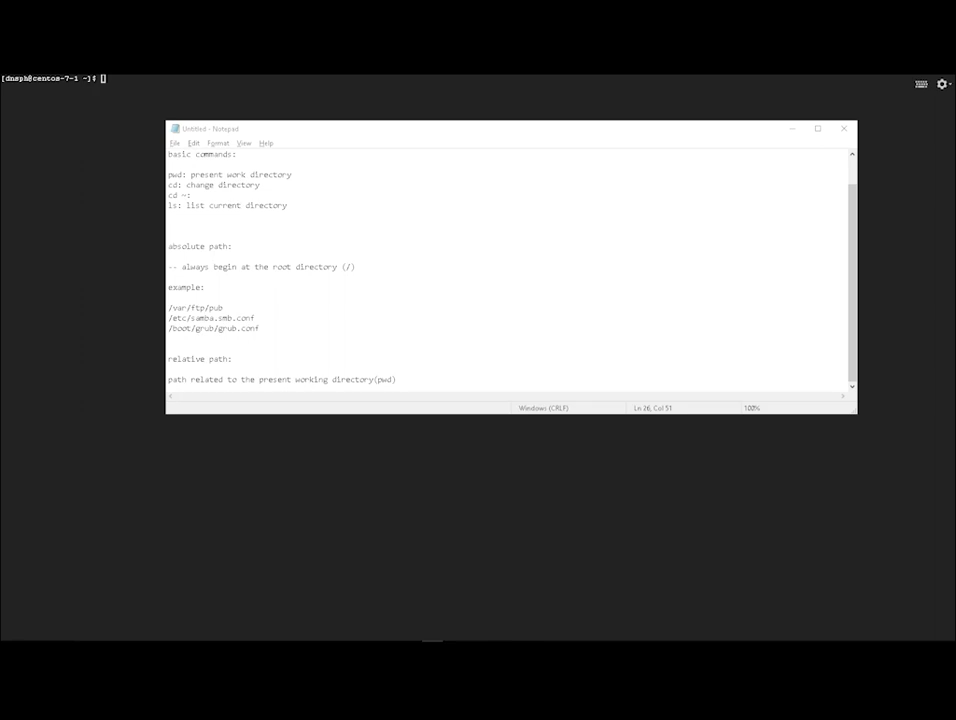 [dnsph@centos-7-1 ~]$
Untitled - Notepad
File Edit Format View Help
basic commands:
pwd: present work directory
cd: change directory
cd ~:
ls: list current directory
absolute path:
-- always begin at the root directory (/)
example:
/var/ftp/pub
/etc/samba.smb.conf
/boot/grub/grub.conf
relative path:
path related to the present working directory(pwd)
Windows (CRLF) Ln 26, Col 51 100%